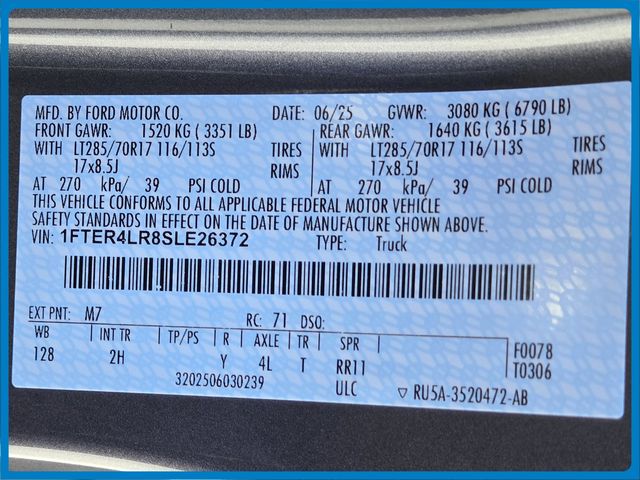 MFD. BY FORD MOTOR CO. DATE: 06/25 GVWR: 3080 KG ( 6790 LB)
FRONT GAWR: 1520 KG ( 3351 LB) REAR GAWR: 1640 KG ( 3615 LB)
WITH LT285/70R17 116/113S TIRES WITH LT285/70R17 116/113S TIRES
17x8.5J RIMS 17x8.5J RIMS
AT 270 kPa/ 39 PSI COLD AT 270 kPa/ 39 PSI COLD
THIS VEHICLE CONFORMS TO ALL APPLICABLE FEDERAL MOTOR VEHICLE
SAFETY STANDARDS IN EFFECT ON THE DATE OF MANUFACTURE SHOWN ABOVE.
VIN: 1FTER4LR8SLE26372 TYPE: Truck
EXT PNT: M7 RC: 71 DSO:
WB INT TR TP/PS R AXLE TR SPR F0078
128 2H Y 4L T RR11 T0306
3202506030239 ULC ▽ RU5A-3520472-AB